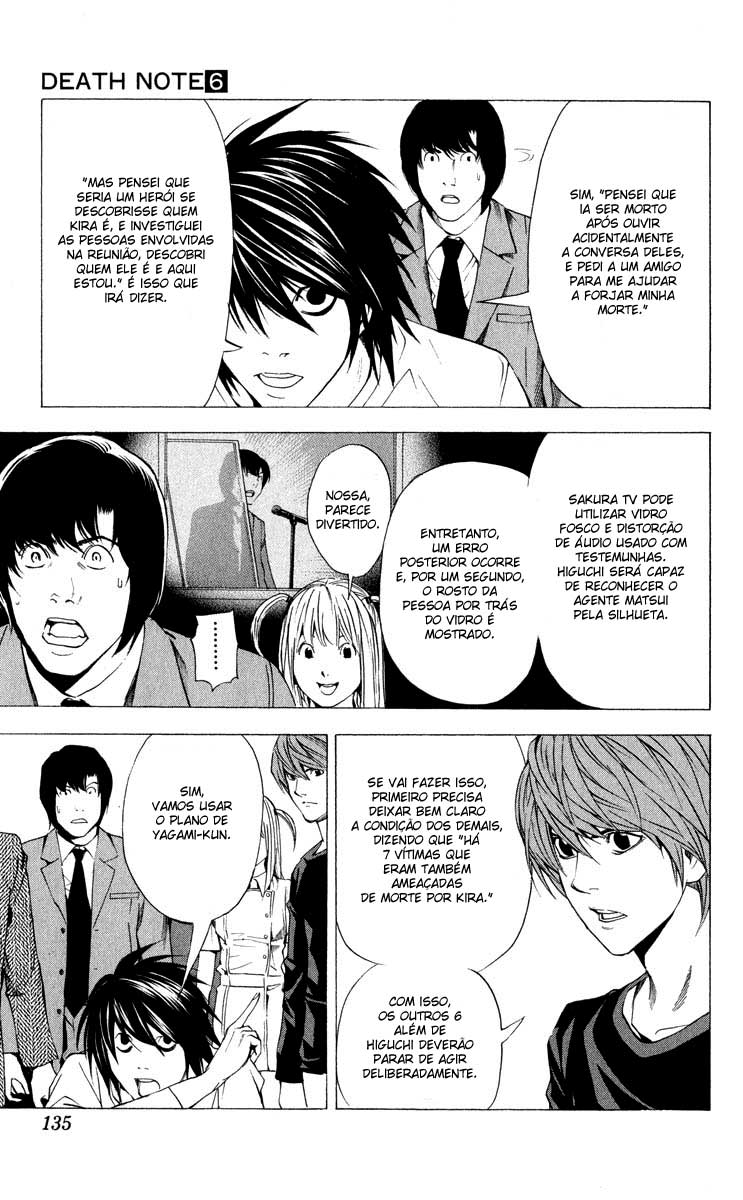 DEATH NOTE 6
SIM, "PENSEI QUE
IA SER MORTO
APÓS OUVIR
ACIDENTALMENTE
A CONVERSA DELES,
E PEDI A UM AMIGO
PARA ME AJUDAR
A FORJAR MINHA
MORTE."
"MAS PENSEI QUE
SERIA UM HERÓI SE
DESCOBRISSE QUEM
KIRA É, E INVESTIGUEI
AS PESSOAS ENVOLVIDAS
NA REUNIÃO, DESCOBRI
QUEM ELE É E AQUI
ESTOU." É ISSO QUE
IRÁ DIZER.
SAKURA TV PODE
UTILIZAR VIDRO
FOSCO E DISTORÇÃO
DE ÁUDIO USADO COM
TESTEMUNHAS.
HIGUCHI SERÁ CAPAZ
DE RECONHECER O
AGENTE MATSUI
PELA SILHUETA.
ENTRETANTO,
UM ERRO
POSTERIOR OCORRE
E, POR UM SEGUNDO,
O ROSTO DA
PESSOA POR TRÁS
DO VIDRO É
MOSTRADO.
NOSSA,
PARECE
DIVERTIDO.
........
SE VAI FAZER ISSO,
PRIMEIRO PRECISA
DEIXAR BEM CLARO
A CONDIÇÃO DOS DEMAIS,
DIZENDO QUE "HÁ
7 VÍTIMAS QUE
ERAM TAMBÉM
AMEAÇADAS
DE MORTE POR KIRA."
COM ISSO,
OS OUTROS 6
ALÉM DE
HIGUCHI DEVERÃO
PARAR DE AGIR
DELIBERADAMENTE.
SIM,
VAMOS USAR
O PLANO DE
YAGAMI-KUN.
135